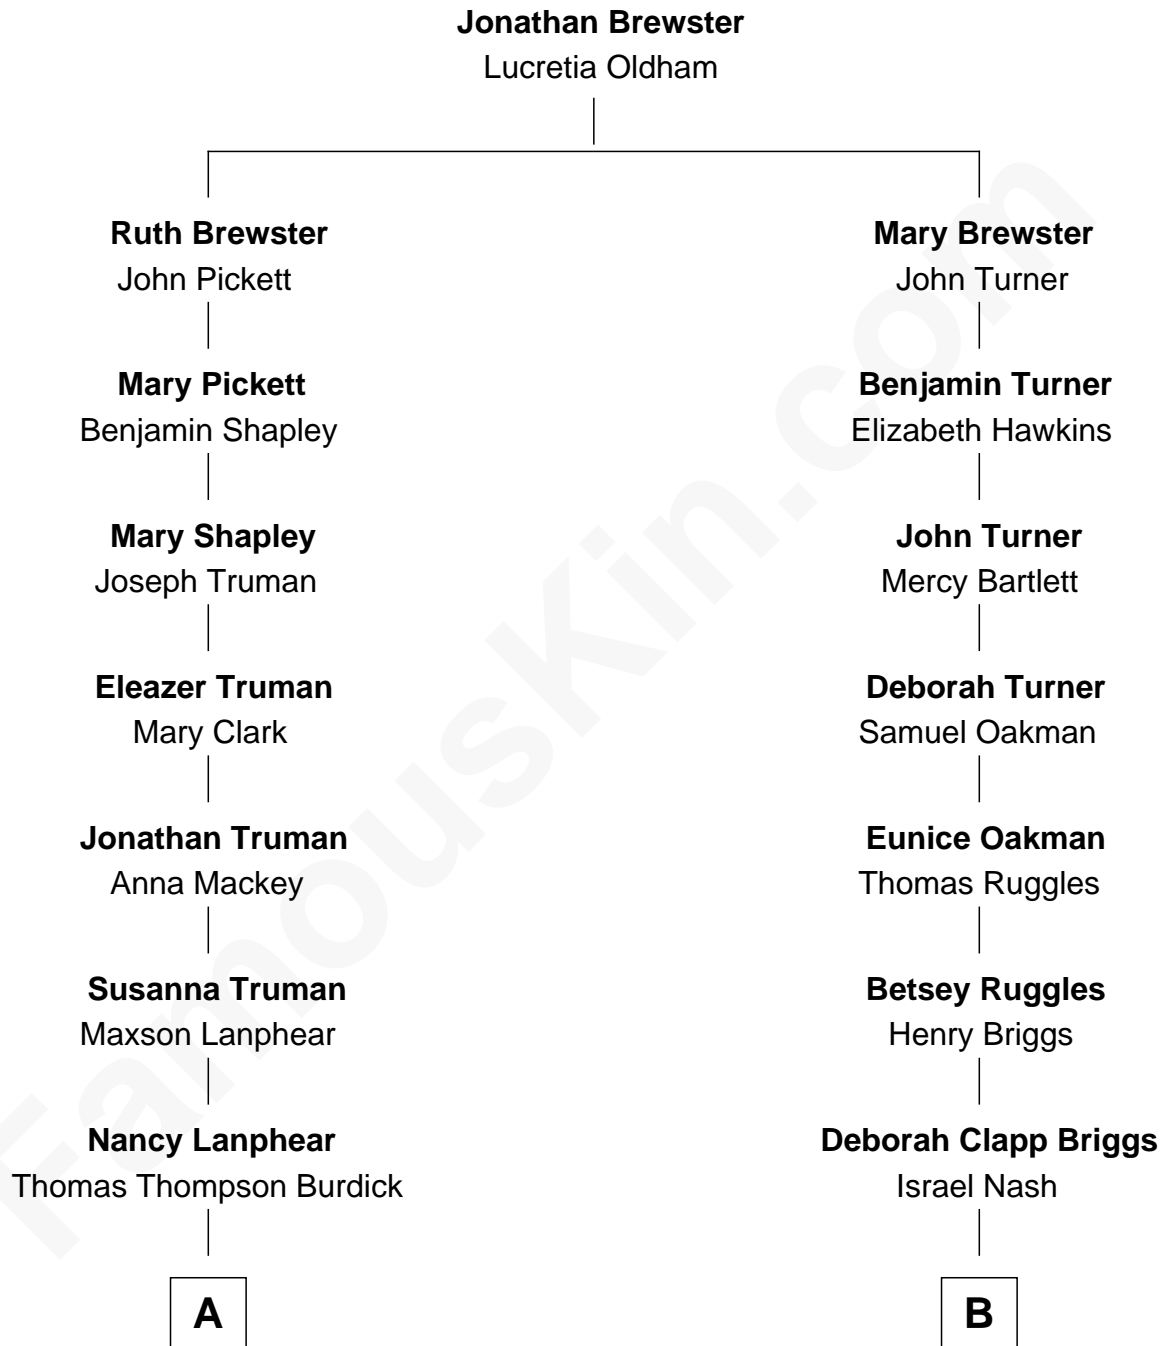 Jonathan Brewster
Lucretia Oldham
Ruth Brewster
John Pickett
Mary Brewster
John Turner
Mary Pickett
Benjamin Shapley
Benjamin Turner
Elizabeth Hawkins
Mary Shapley
Joseph Truman
John Turner
Mercy Bartlett
Eleazer Truman
Mary Clark
Deborah Turner
Samuel Oakman
Jonathan Truman
Anna Mackey
Eunice Oakman
Thomas Ruggles
Susanna Truman
Maxson Lanphear
Betsey Ruggles
Henry Briggs
Nancy Lanphear
Thomas Thompson Burdick
Deborah Clapp Briggs
Israel Nash
A
B
FamousKin.com